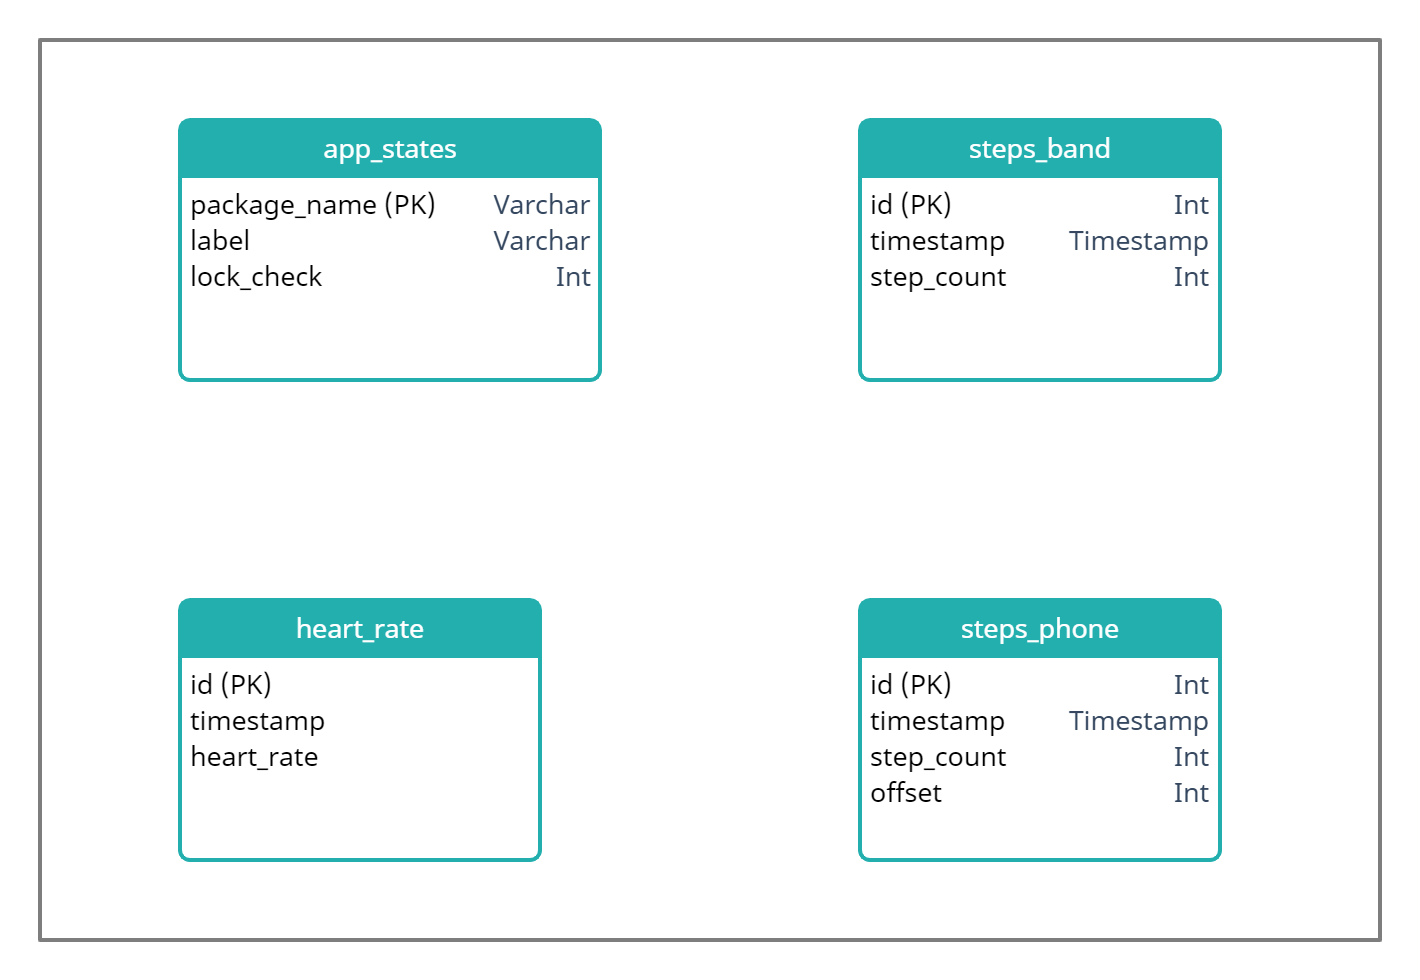 app_states
package_name (PK) Varchar
label Varchar
lock_check Int
steps_band
id (PK) Int
timestamp Timestamp
step_count Int
heart_rate
id (PK)
timestamp
heart_rate
steps_phone
id (PK) Int
timestamp Timestamp
step_count Int
offset Int